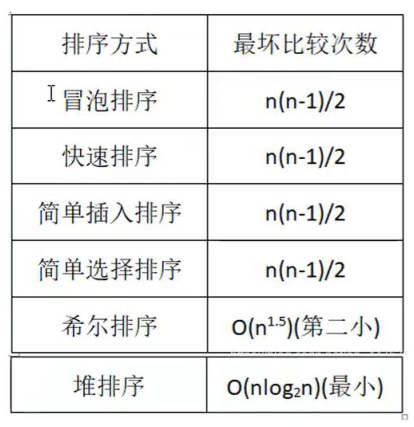 排序方式 最坏比较次数
冒泡排序 n(n-1)/2
快速排序 n(n-1)/2
简单插入排序 n(n-1)/2
简单选择排序 n(n-1)/2
希尔排序 O(n^1.5)(第二小)
堆排序 O(nlog₂n)(最小)